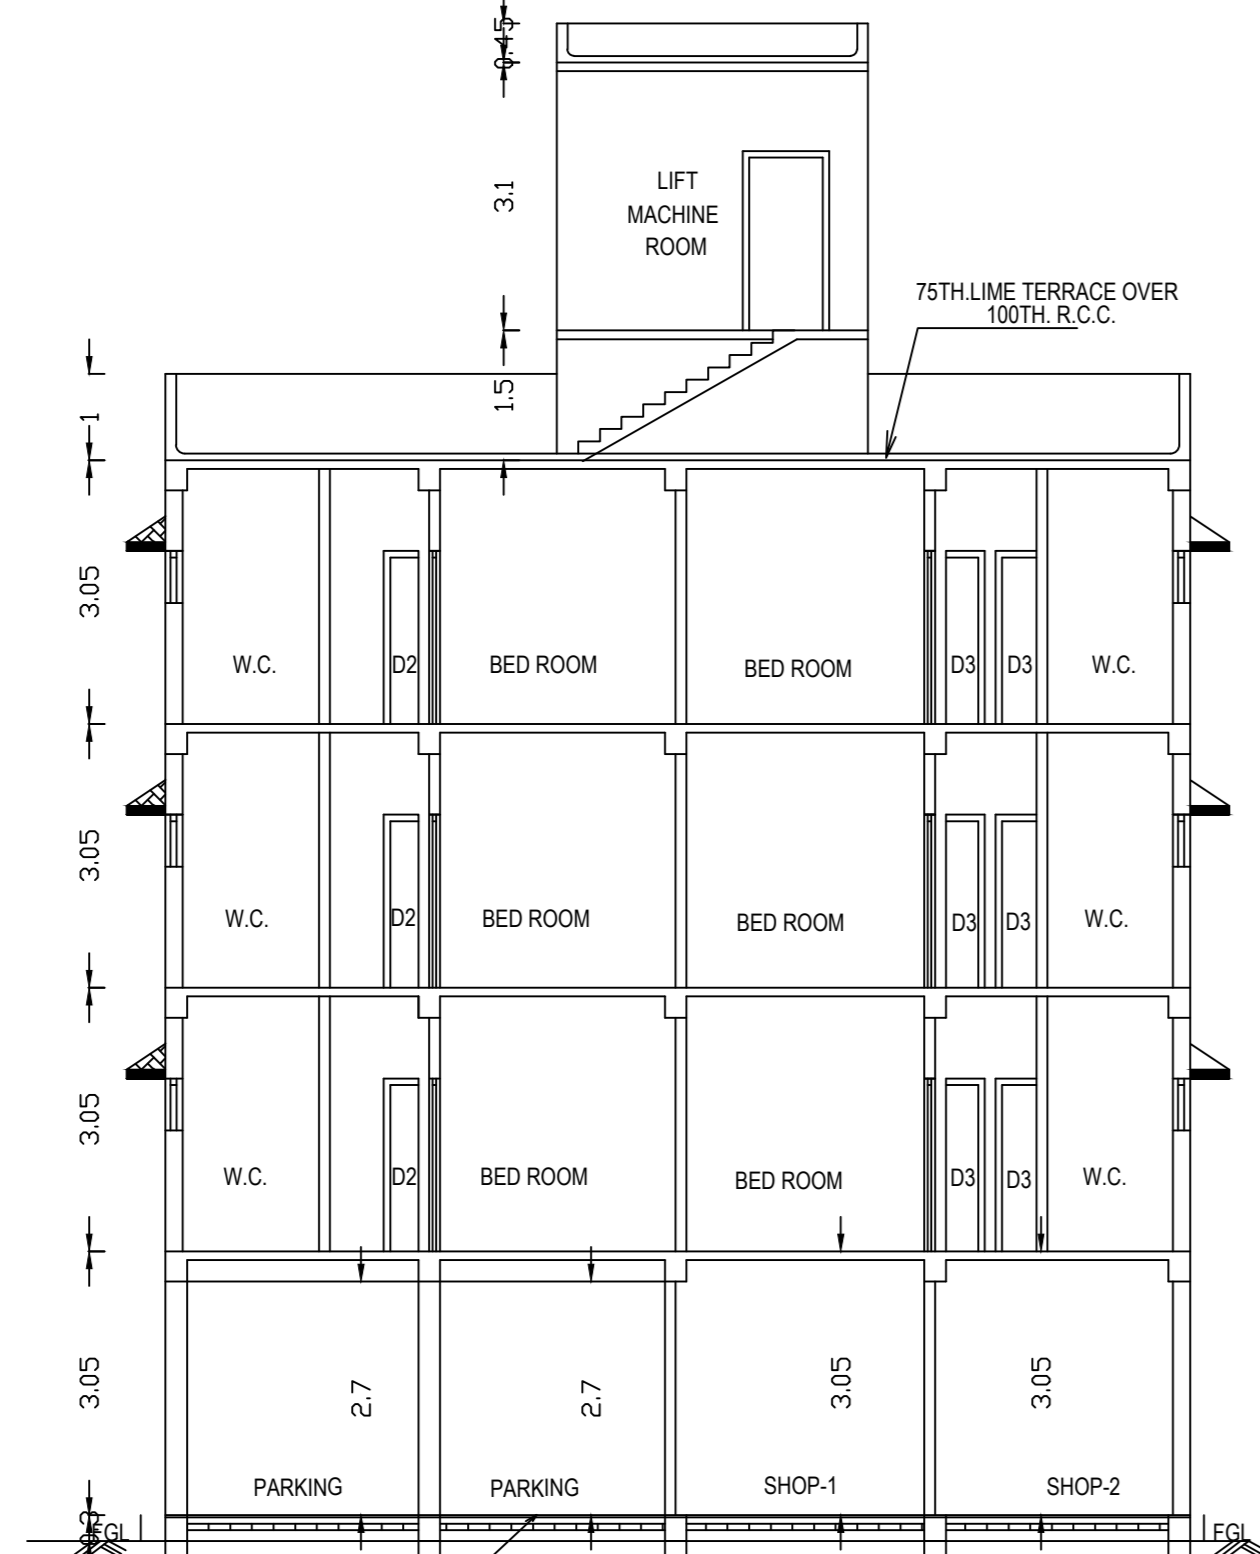 0.45
3.1
LIFT
MACHINE
ROOM
75TH.LIME TERRACE OVER
100TH. R.C.C.
1.5
1
3.05
W.C.
D2
BED ROOM
BED ROOM
D3
D3
W.C.
3.05
W.C.
D2
BED ROOM
BED ROOM
D3
D3
W.C.
3.05
W.C.
D2
BED ROOM
BED ROOM
D3
D3
W.C.
3.05
2.7
2.7
3.05
3.05
PARKING
PARKING
SHOP-1
SHOP-2
FGL
FGL